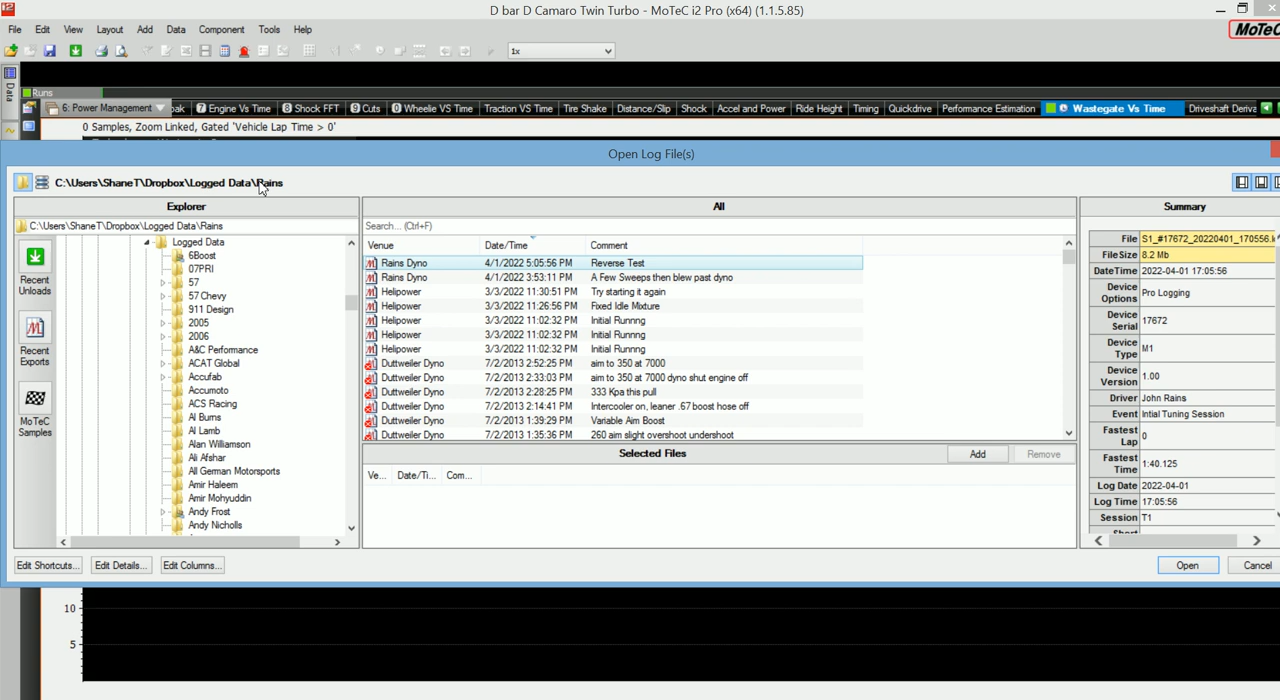 D bar D Camaro Twin Turbo - MoTeC i2 Pro (x64) (1.1.5.85)
File Edit View Layout Add Data Component Tools Help
MoTeC
1x
Data
Runs
6: Power Management
7 Engine Vs Time 8 Shock FFT 9 Cuts 0 Wheelie VS Time Traction VS Time Tire Shake Distance/Slip Shock Accel and Power Ride Height Timing Quickdrive Performance Estimation Wastegate Vs Time Driveshaft Deriva
0 Samples, Zoom Linked, Gated 'Vehicle Lap Time > 0'
Open Log File(s)
C:\Users\ShaneT\Dropbox\Logged Data\Rains
Explorer
C:\Users\ShaneT\Dropbox\Logged Data\Rains
Recent Unloads
Recent Exports
MoTeC Samples
Logged Data
6Boost
07PRI
57
57 Chevy
911 Design
2005
2006
A&C Performance
ACAT Global
Accufab
Accumoto
ACS Racing
Al Burns
Al Lamb
Alan Williamson
Ali Afshar
All German Motorsports
Amir Haleem
Amir Mohyuddin
Andy Frost
Andy Nicholls
All
Search... (Ctrl+F)
Venue Date/Time Comment
Rains Dyno 4/1/2022 5:05:56 PM Reverse Test
Rains Dyno 4/1/2022 3:53:11 PM A Few Sweeps then blew past dyno
Helipower 3/3/2022 11:30:51 PM Try starting it again
Helipower 3/3/2022 11:26:56 PM Fixed Idle Mixture
Helipower 3/3/2022 11:02:32 PM Initial Runnng
Helipower 3/3/2022 11:02:32 PM Initial Runnng
Helipower 3/3/2022 11:02:32 PM Initial Runnng
Duttweiler Dyno 7/2/2013 2:52:25 PM aim to 350 at 7000
Duttweiler Dyno 7/2/2013 2:33:03 PM aim to 350 at 7000 dyno shut engine off
Duttweiler Dyno 7/2/2013 2:28:25 PM 333 Kpa this pull
Duttweiler Dyno 7/2/2013 2:14:41 PM Intercooler on, leaner .67 boost hose off
Duttweiler Dyno 7/2/2013 1:39:29 PM Variable Aim Boost
Duttweiler Dyno 7/2/2013 1:35:36 PM 260 aim slight overshoot undershoot
Selected Files
Add Remove
Ve... Date/Ti... Com...
Summary
File S1_#17672_20220401_170556.l
FileSize 8.2 Mb
DateTime 2022-04-01 17:05:56
Device Options Pro Logging
Device Serial 17672
Device Type M1
Device Version 1.00
Driver John Rains
Event Intial Tuning Session
Fastest Lap 0
Fastest Time 1:40.125
Log Date 2022-04-01
Log Time 17:05:56
Session T1
Edit Shortcuts... Edit Details... Edit Columns...
Open Cancel
10
5